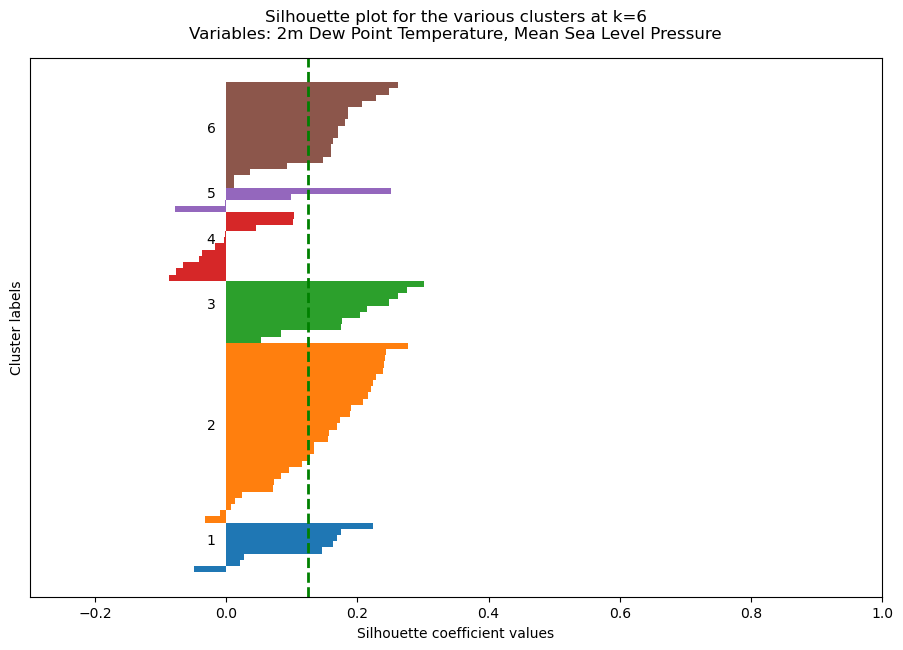 Silhouette plot for the various clusters at k=6
Variables: 2m Dew Point Temperature, Mean Sea Level Pressure
Cluster labels
6
5
4
3
2
1
−0.2 0.0 0.2 0.4 0.6 0.8 1.0
Silhouette coefficient values